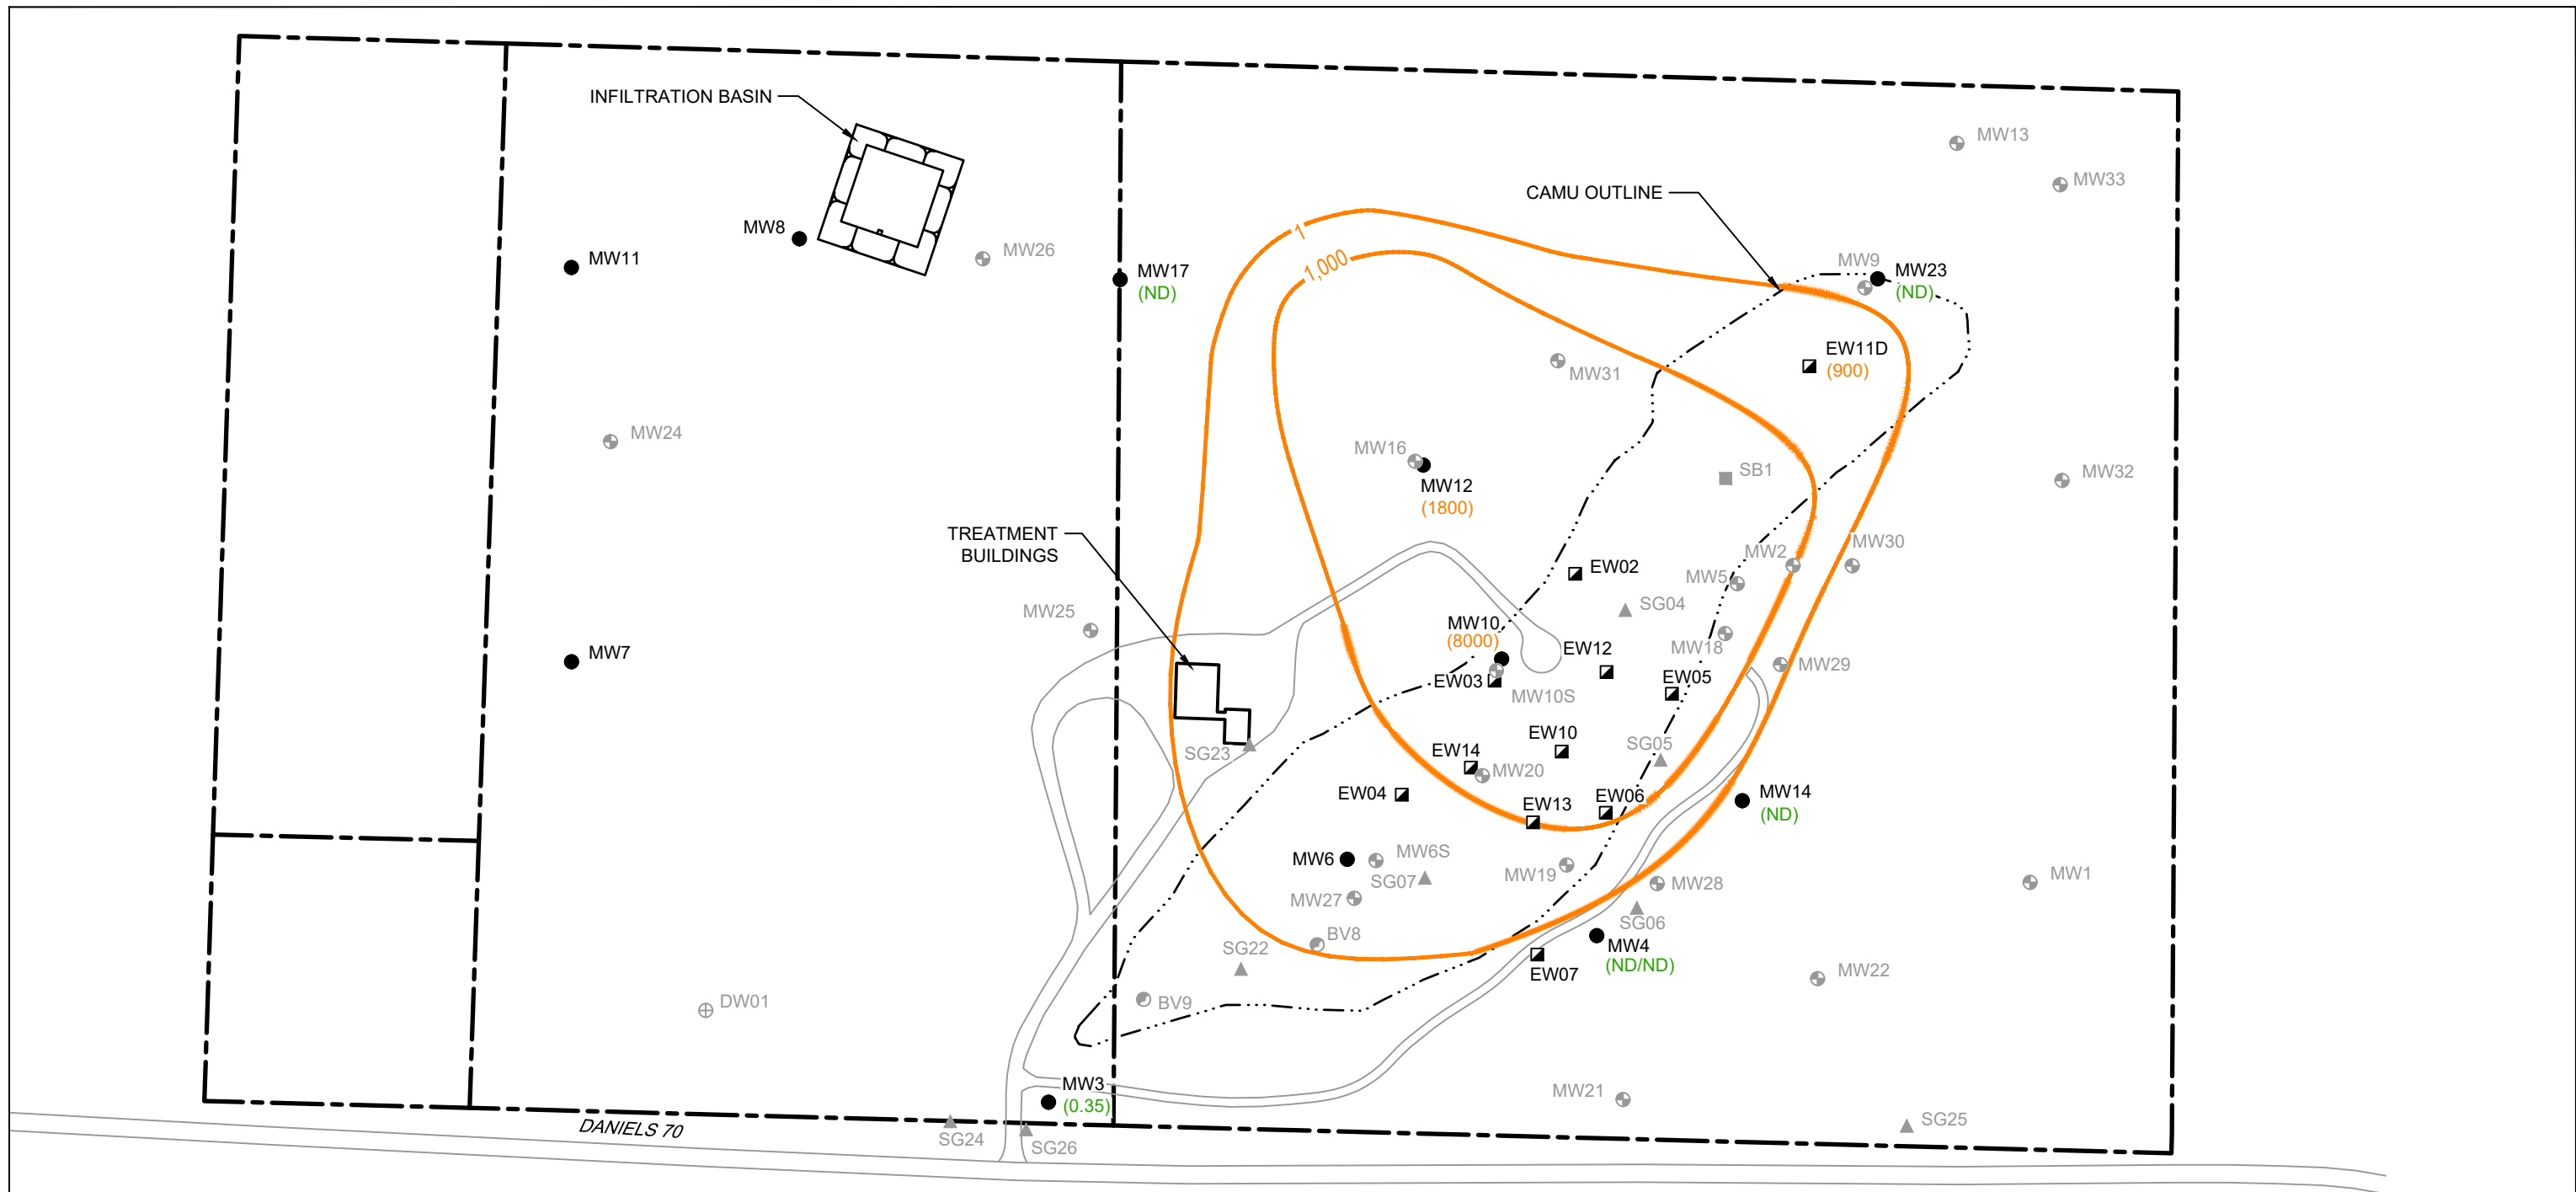 INFILTRATION BASIN
MW13
MW33
CAMU OUTLINE
MW8
MW11
MW26
1
1,000
MW17
(ND)
MW9
MW23
(ND)
EW11D
(900)
MW31
MW24
MW16
MW12
(1800)
SB1
MW32
TREATMENT
BUILDINGS
MW30
MW2
EW02
MW5
SG04
MW25
MW10
(8000)
MW18
EW12
MW7
MW29
EW03
EW05
MW10S
EW10
SG05
SG23
EW14
MW20
EW04
EW13
EW06
MW14
(ND)
MW6
MW6S
SG07
MW19
MW28
MW1
MW27
SG06
BV8
SG22
MW4
(ND/ND)
EW07
MW22
DW01
BV9
MW3
(0.35)
MW21
SG25
DANIELS 70
SG24
SG26